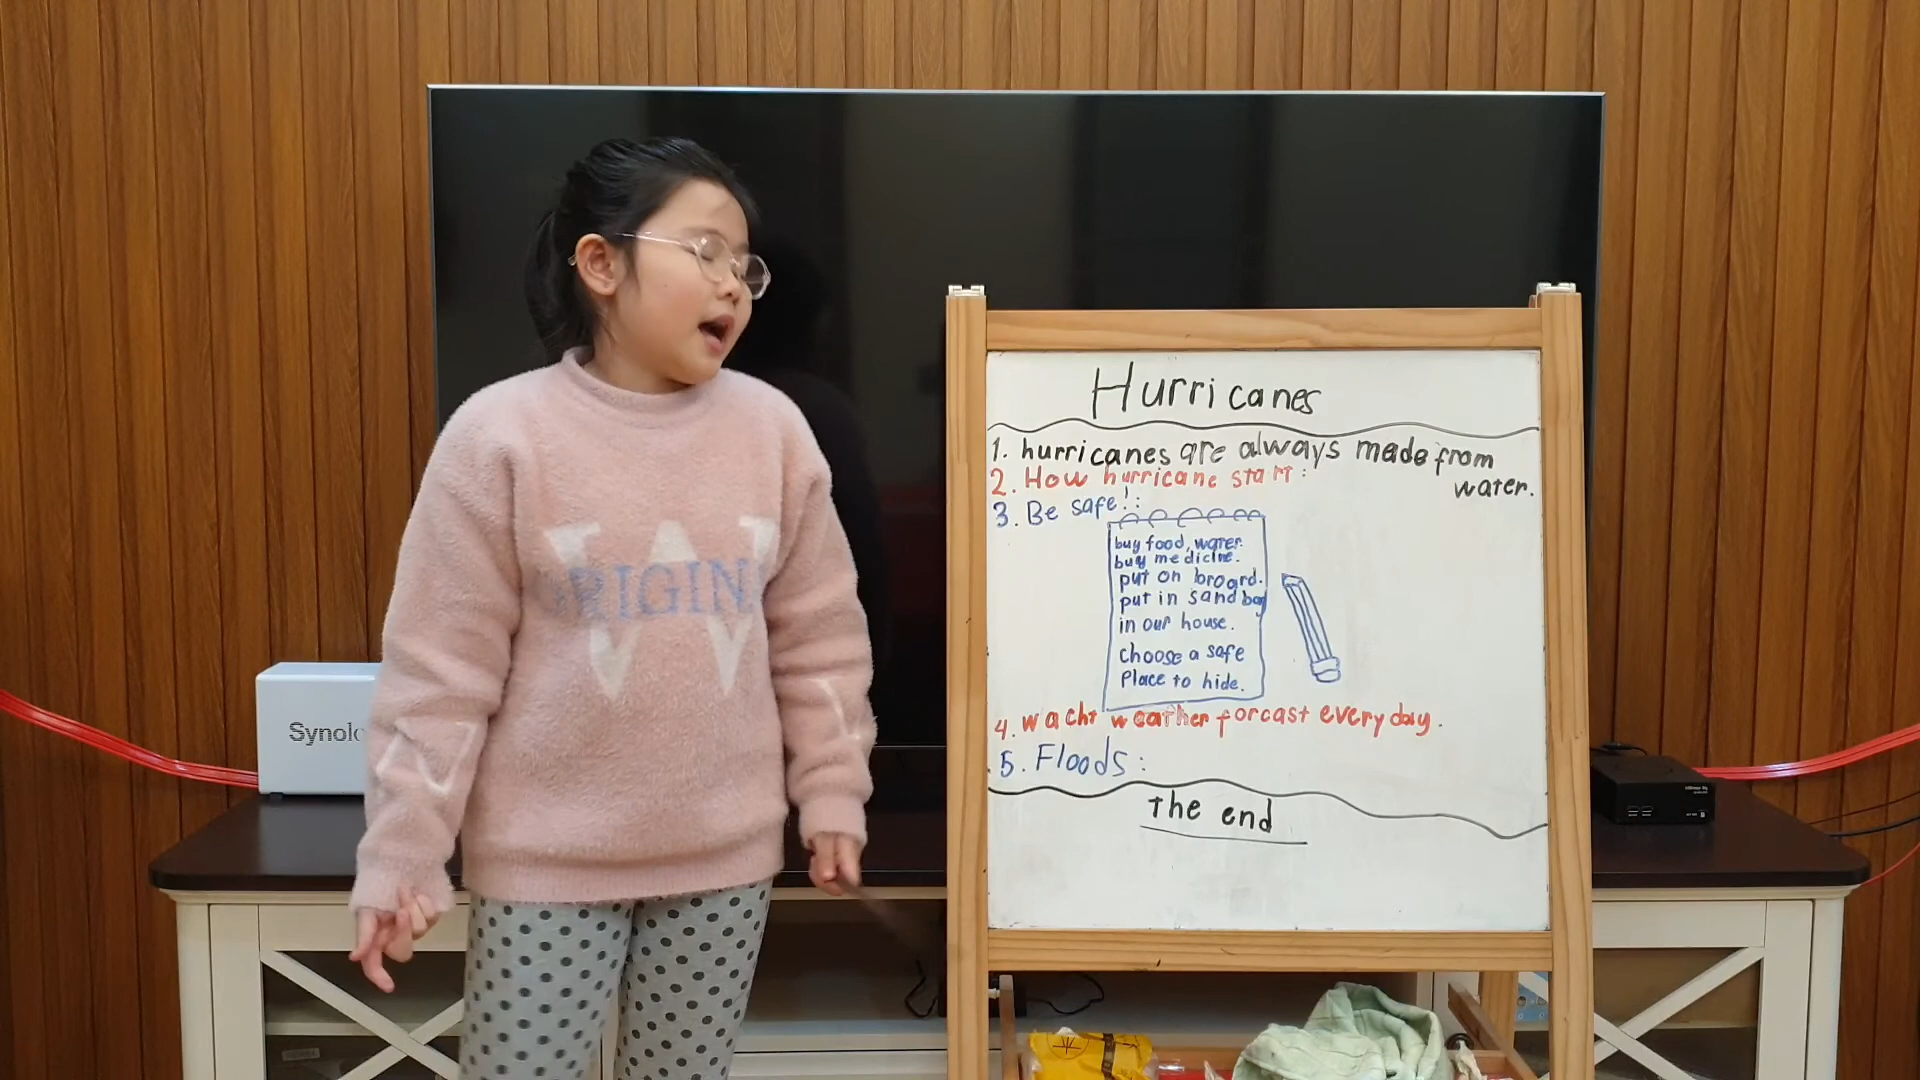 Hurricanes
1. hurricanes are always made from
water.
2. How hurricane start:
3. Be safe!:
buy food, water.
buy medicine.
put on broard.
put in sand bag
in our house.
choose a safe
Place to hide.
4. wacht weather forcast every day.
5. Floods:
The end
W
RIGIN
Synolo